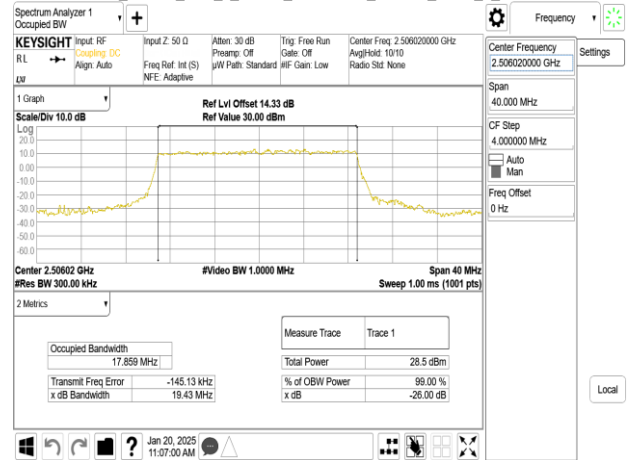 Spectrum Analyzer 1
Occupied BW
Frequency
KEYSIGHT
RL
LXI
Input: RF
Coupling: DC
Align: Auto
Input Z: 50 Ω
Freq Ref: Int (S)
NFE: Adaptive
Atten: 30 dB
Preamp: Off
µW Path: Standard
Trig: Free Run
Gate: Off
#IF Gain: Low
Center Freq: 2.506020000 GHz
Avg|Hold: 10/10
Radio Std: None
Center Frequency
2.506020000 GHz
Settings
Span
40.000 MHz
CF Step
4.000000 MHz
Auto
Man
Freq Offset
0 Hz
Local
1 Graph
Scale/Div 10.0 dB
Ref Lvl Offset 14.33 dB
Ref Value 30.00 dBm
Log
20.0
10.0
0.00
-10.0
-20.0
-30.0
-40.0
-50.0
-60.0
Center 2.50602 GHz
#Video BW 1.0000 MHz
Span 40 MHz
#Res BW 300.00 kHz
Sweep 1.00 ms (1001 pts)
2 Metrics
Measure Trace Trace 1
Occupied Bandwidth
17.859 MHz
Total Power 28.5 dBm
Transmit Freq Error -145.13 kHz
% of OBW Power 99.00 %
x dB Bandwidth 19.43 MHz
x dB -26.00 dB
?
Jan 20, 2025
11:07:00 AM